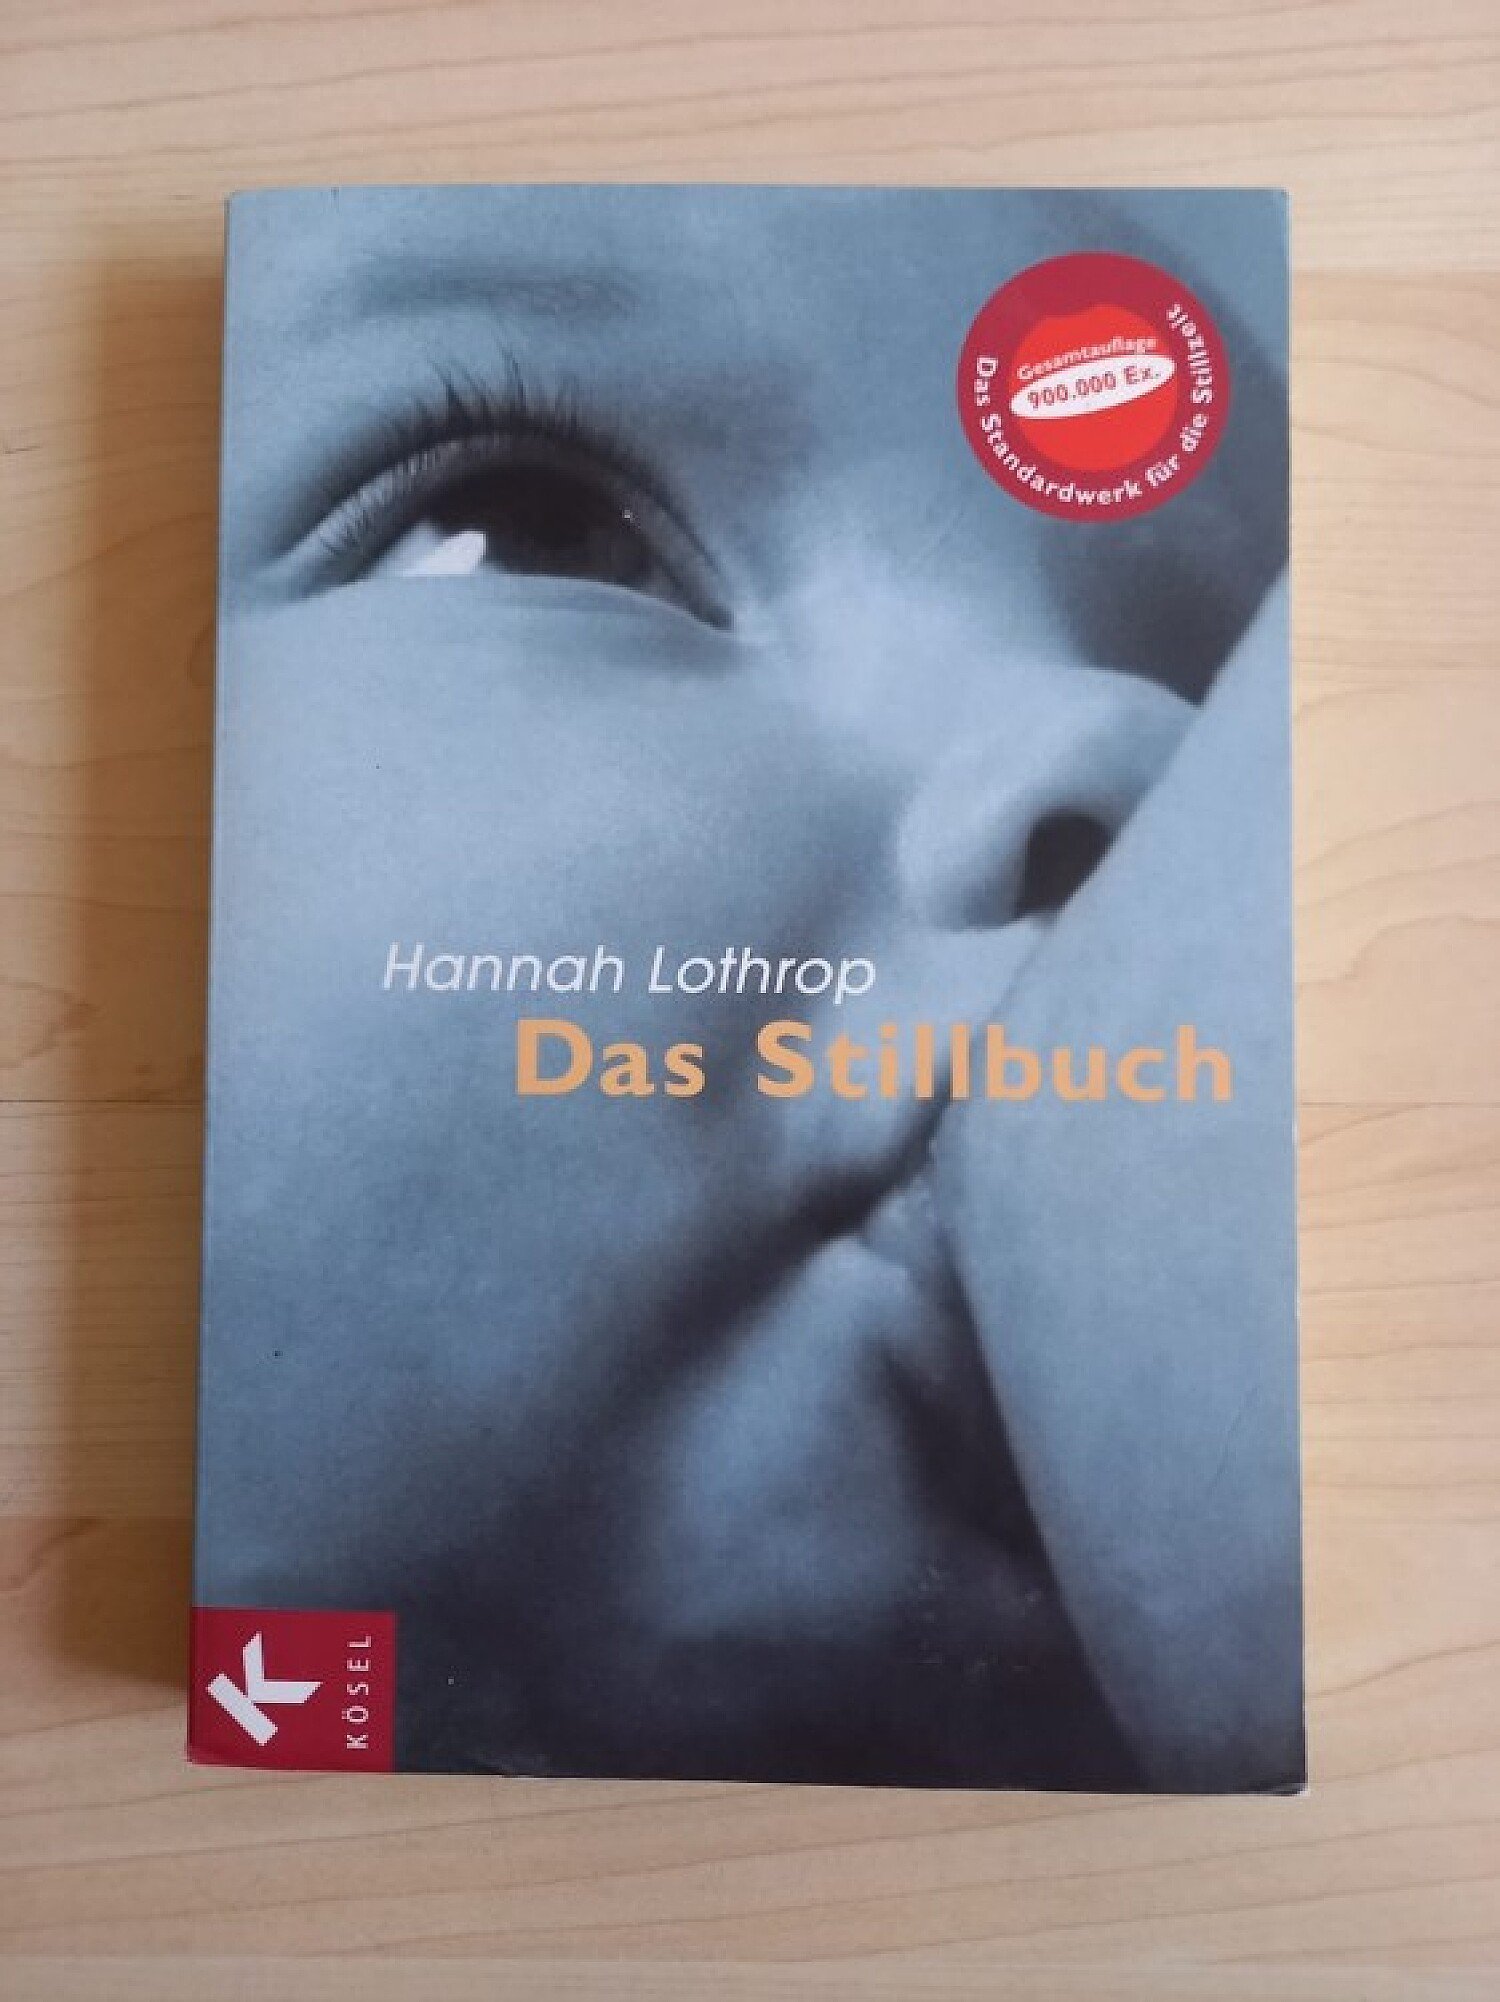 Gesamtauflage
900.000 Ex.
Das Standardwerk für die Stillzeit
Hannah Lothrop
Das Stillbuch
KÖSEL